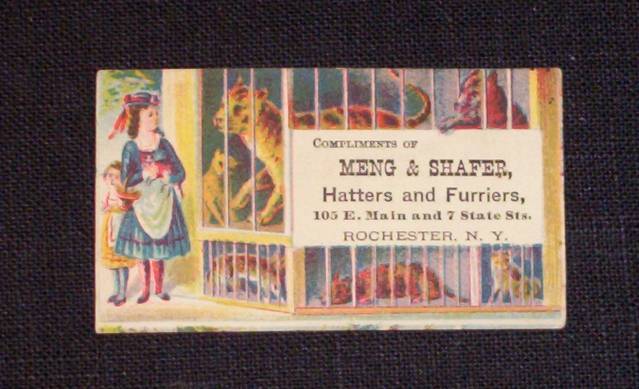 COMPLIMENTS OF
MENG & SHAFER,
Hatters and Furriers,
105 E. Main and 7 State Sts.
ROCHESTER, N. Y.